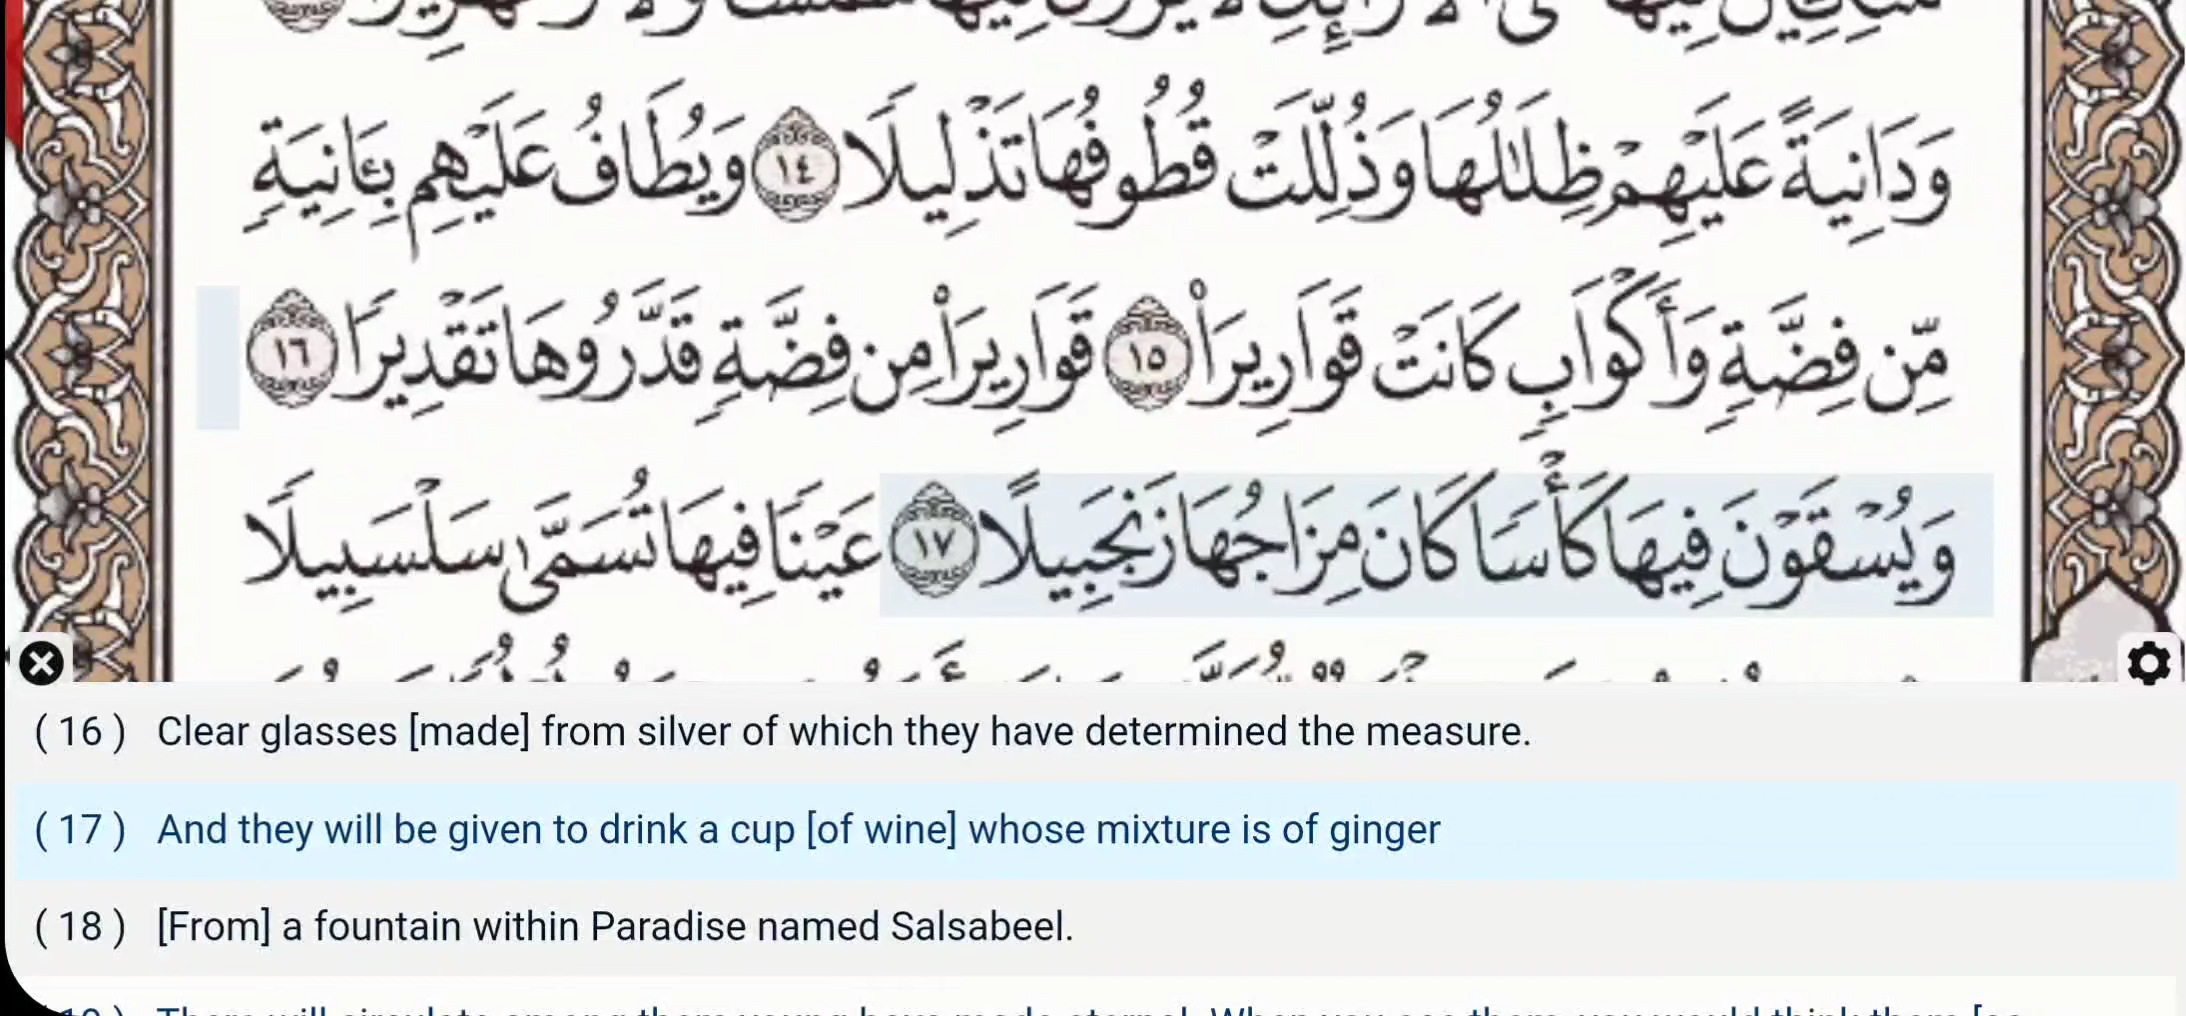 وَدَانِيَةً عَلَيْهِمْ ظِلَٰلُهَا وَذُلِّلَتْ قُطُوفُهَا تَذْلِيلًا ١٤ وَيُطَافُ عَلَيْهِم بِـَٔانِيَةٍ
مِّن فِضَّةٍ وَأَكْوَابٍ كَانَتْ قَوَارِيرَا۠ ١٥ قَوَارِيرَا۟ مِن فِضَّةٍ قَدَّرُوهَا تَقْدِيرًا ١٦
وَيُسْقَوْنَ فِيهَا كَأْسًا كَانَ مِزَاجُهَا زَنجَبِيلًا ١٧ عَيْنًا فِيهَا تُسَمَّىٰ سَلْسَبِيلًا
( 16 ) Clear glasses [made] from silver of which they have determined the measure.
( 17 ) And they will be given to drink a cup [of wine] whose mixture is of ginger
( 18 ) [From] a fountain within Paradise named Salsabeel.